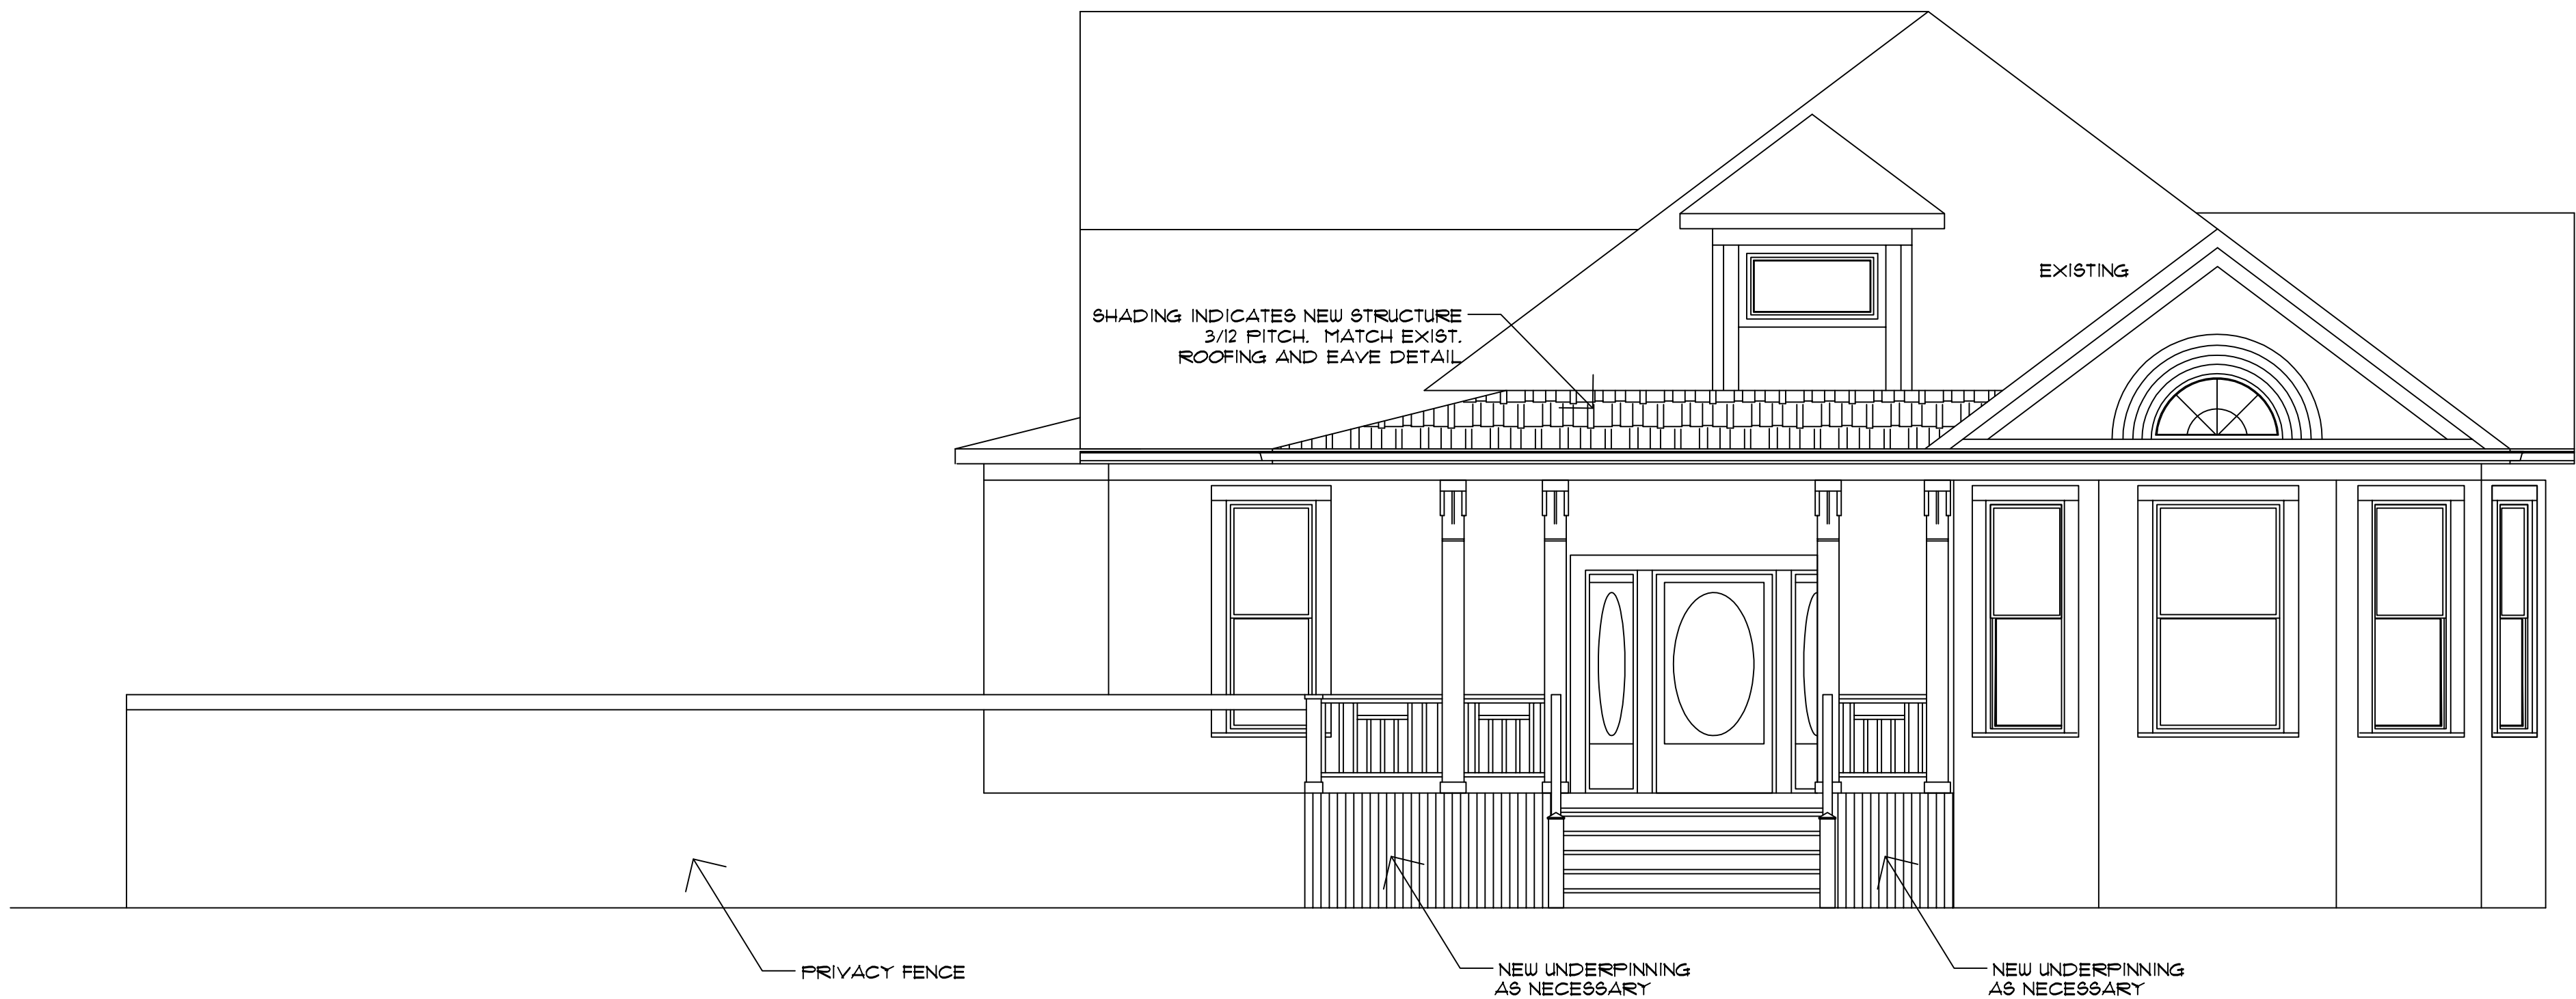 EXISTING
SHADING INDICATES NEW STRUCTURE
3/12 PITCH. MATCH EXIST.
ROOFING AND EAVE DETAIL
PRIVACY FENCE
NEW UNDERPINNING
AS NECESSARY
NEW UNDERPINNING
AS NECESSARY